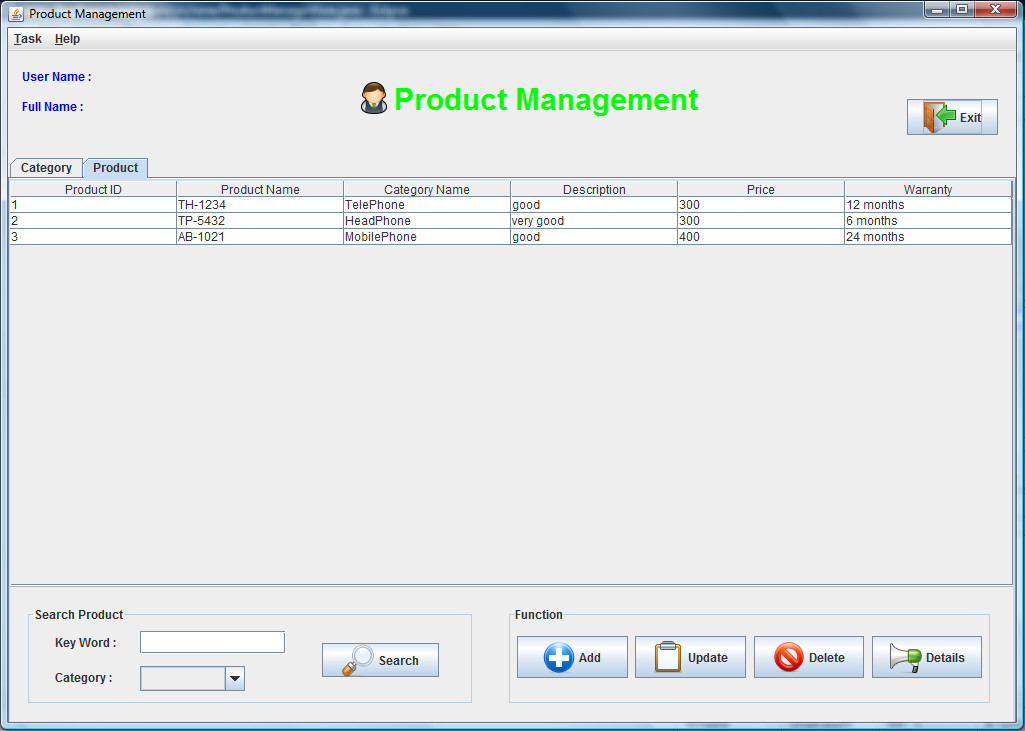 Product Management
Task Help
User Name :
Full Name :
Product Management
Exit
Category Product
Product ID Product Name Category Name Description Price Warranty
1 TH-1234 TelePhone good 300 12 months
2 TP-5432 HeadPhone very good 300 6 months
3 AB-1021 MobilePhone good 400 24 months
Search Product
Key Word :
Category :
Search
Function
Add Update Delete Details